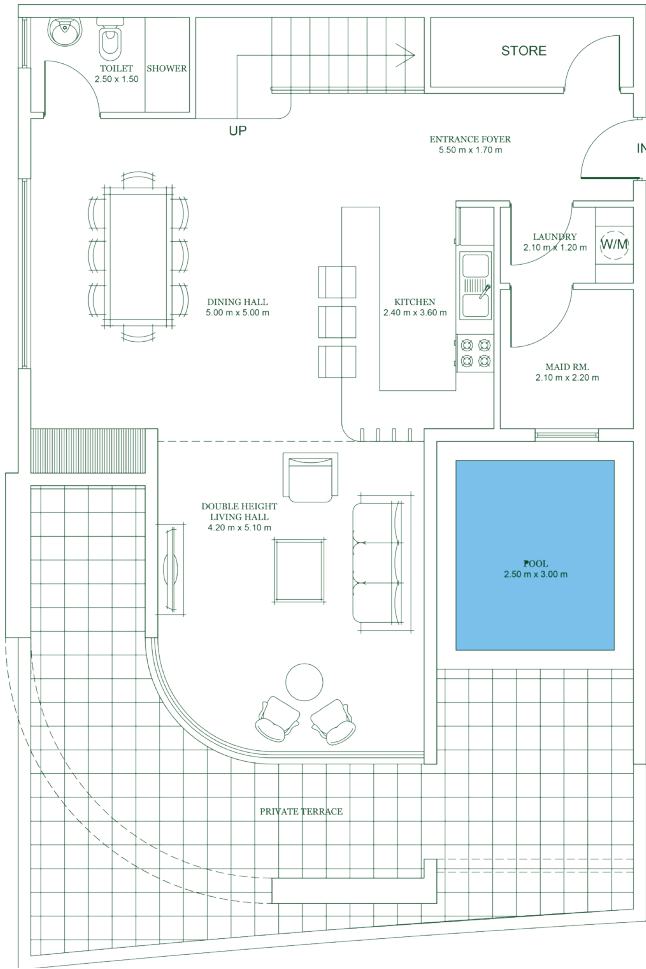 TOILET
2.50 x 1.50
SHOWER
STORE
UP
ENTRANCE FOYER
5.50 m x 1.70 m
IN
LAUNDRY
2.10 m x 1.20 m
W/M
DINING HALL
5.00 m x 5.00 m
KITCHEN
2.40 m x 3.60 m
MAID RM.
2.10 m x 2.20 m
DOUBLE HEIGHT
LIVING HALL
4.20 m x 5.10 m
POOL
2.50 m x 3.00 m
PRIVATE TERRACE